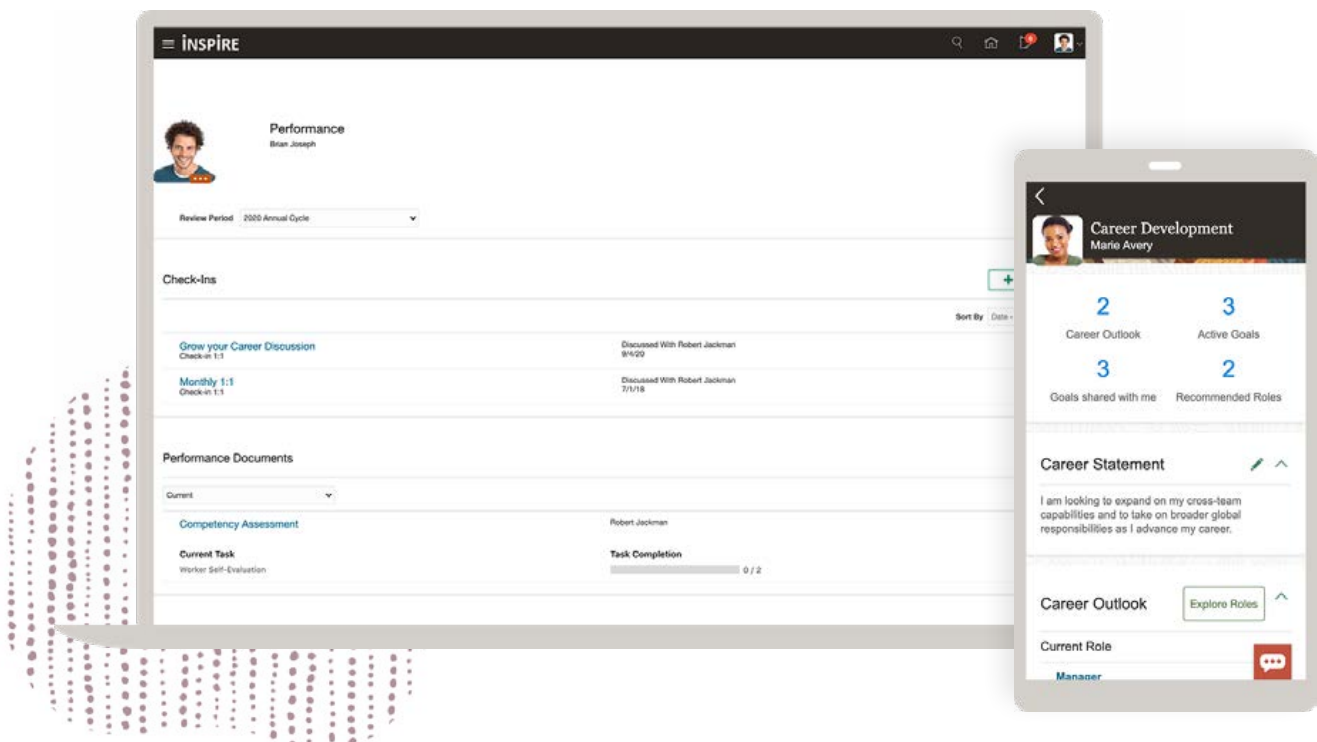 iNSPiRE
6
Performance
Brian Joseph
Review Period 2020 Annual Cycle
Check-Ins
+
Sort By Date -
Grow your Career Discussion
Check-in 1:1
Discussed With Robert Jackman
9/4/20
Monthly 1:1
Check-in 1:1
Discussed With Robert Jackman
7/1/18
Performance Documents
Current
Competency Assessment
Robert Jackman
Current Task
Task Completion
Worker Self-Evaluation
0 / 2
Career Development
Marie Avery
2 3
Career Outlook Active Goals
3 2
Goals shared with me Recommended Roles
Career Statement
I am looking to expand on my cross-team
capabilities and to take on broader global
responsibilities as I advance my career.
Career Outlook Explore Roles
Current Role
Manager